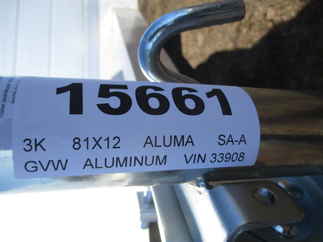 15661
3K 81X12 ALUMA SA-A
GVW ALUMINUM VIN 33908